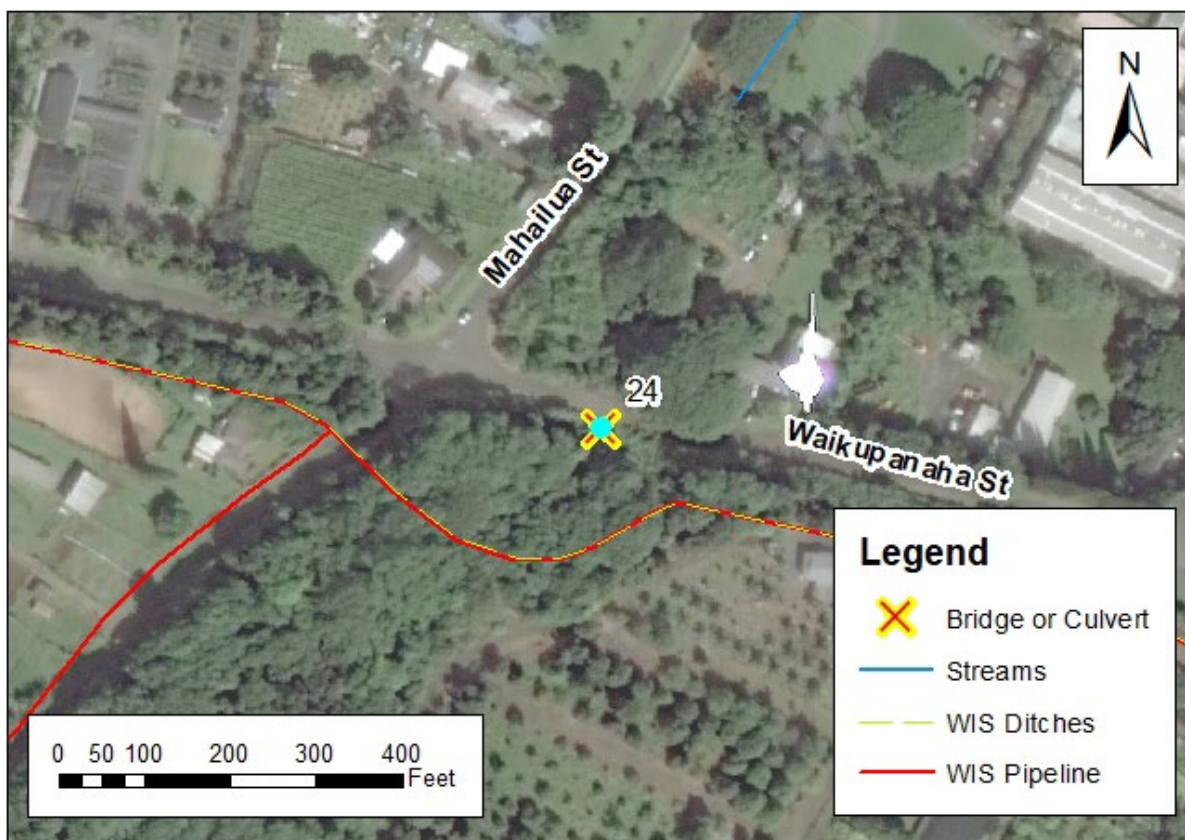 N
Mahailua St
24
Waikupanaha St
Legend
Bridge or Culvert
Streams
WIS Ditches
WIS Pipeline
0 50 100 200 300 400
Feet